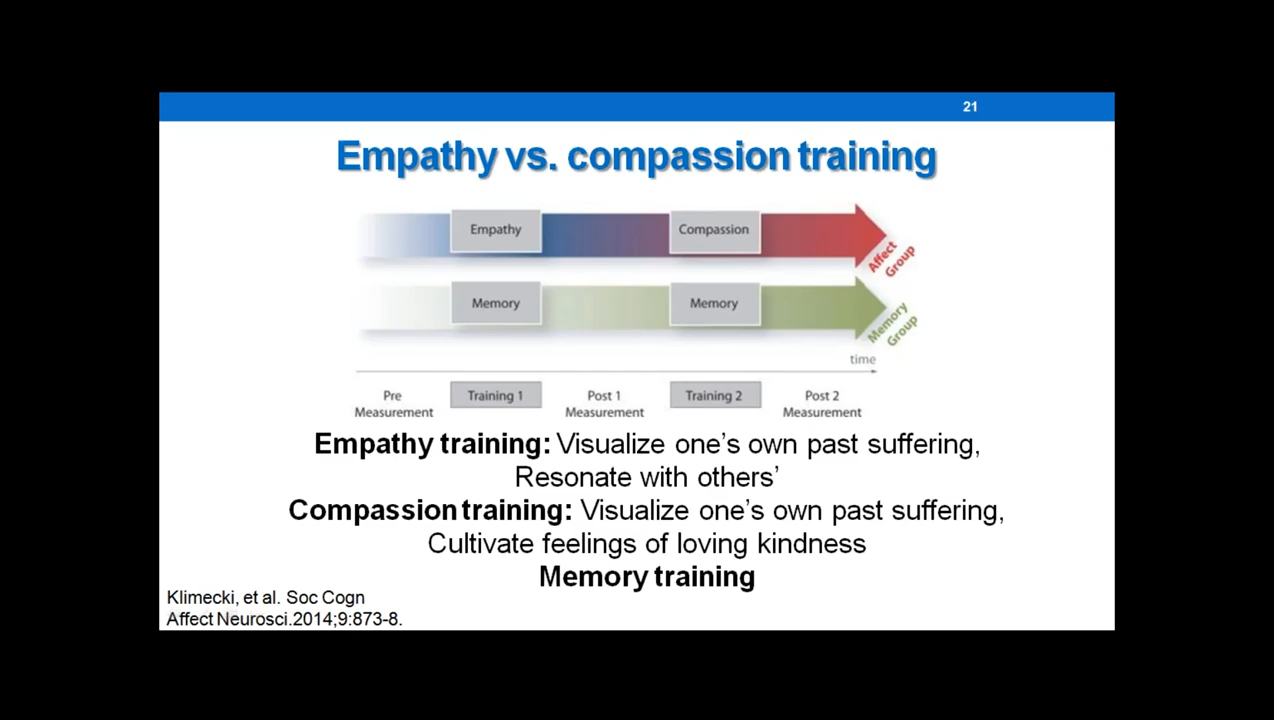 21
Empathy vs. compassion training
Empathy
Compassion
Affect
Group
Memory
Memory
Memory
Group
time
Pre
Measurement
Training 1
Post 1
Measurement
Training 2
Post 2
Measurement
Empathy training: Visualize one’s own past suffering,
Resonate with others’
Compassion training: Visualize one’s own past suffering,
Cultivate feelings of loving kindness
Memory training
Klimecki, et al. Soc Cogn
Affect Neurosci.2014;9:873-8.